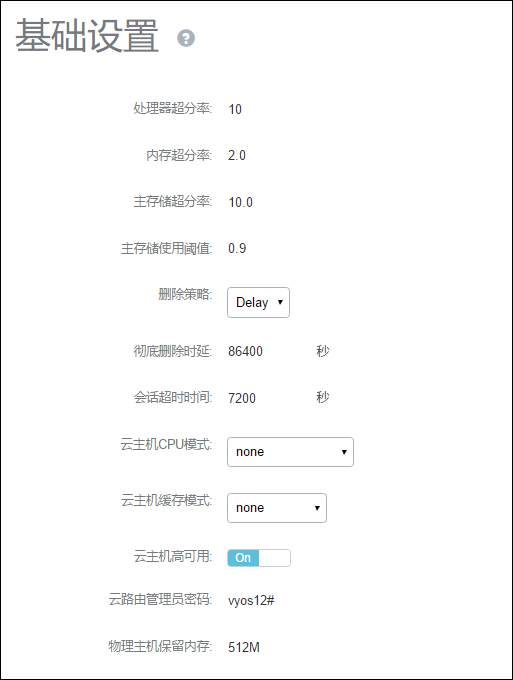 基础设置 ?
处理器超分率: 10
内存超分率: 2.0
主存储超分率: 10.0
主存储使用阈值: 0.9
删除策略: Delay
彻底删除时延: 86400 秒
会话超时时间: 7200 秒
云主机CPU模式: none
云主机缓存模式: none
云主机高可用: On
云路由管理员密码: vyos12#
物理主机保留内存: 512M